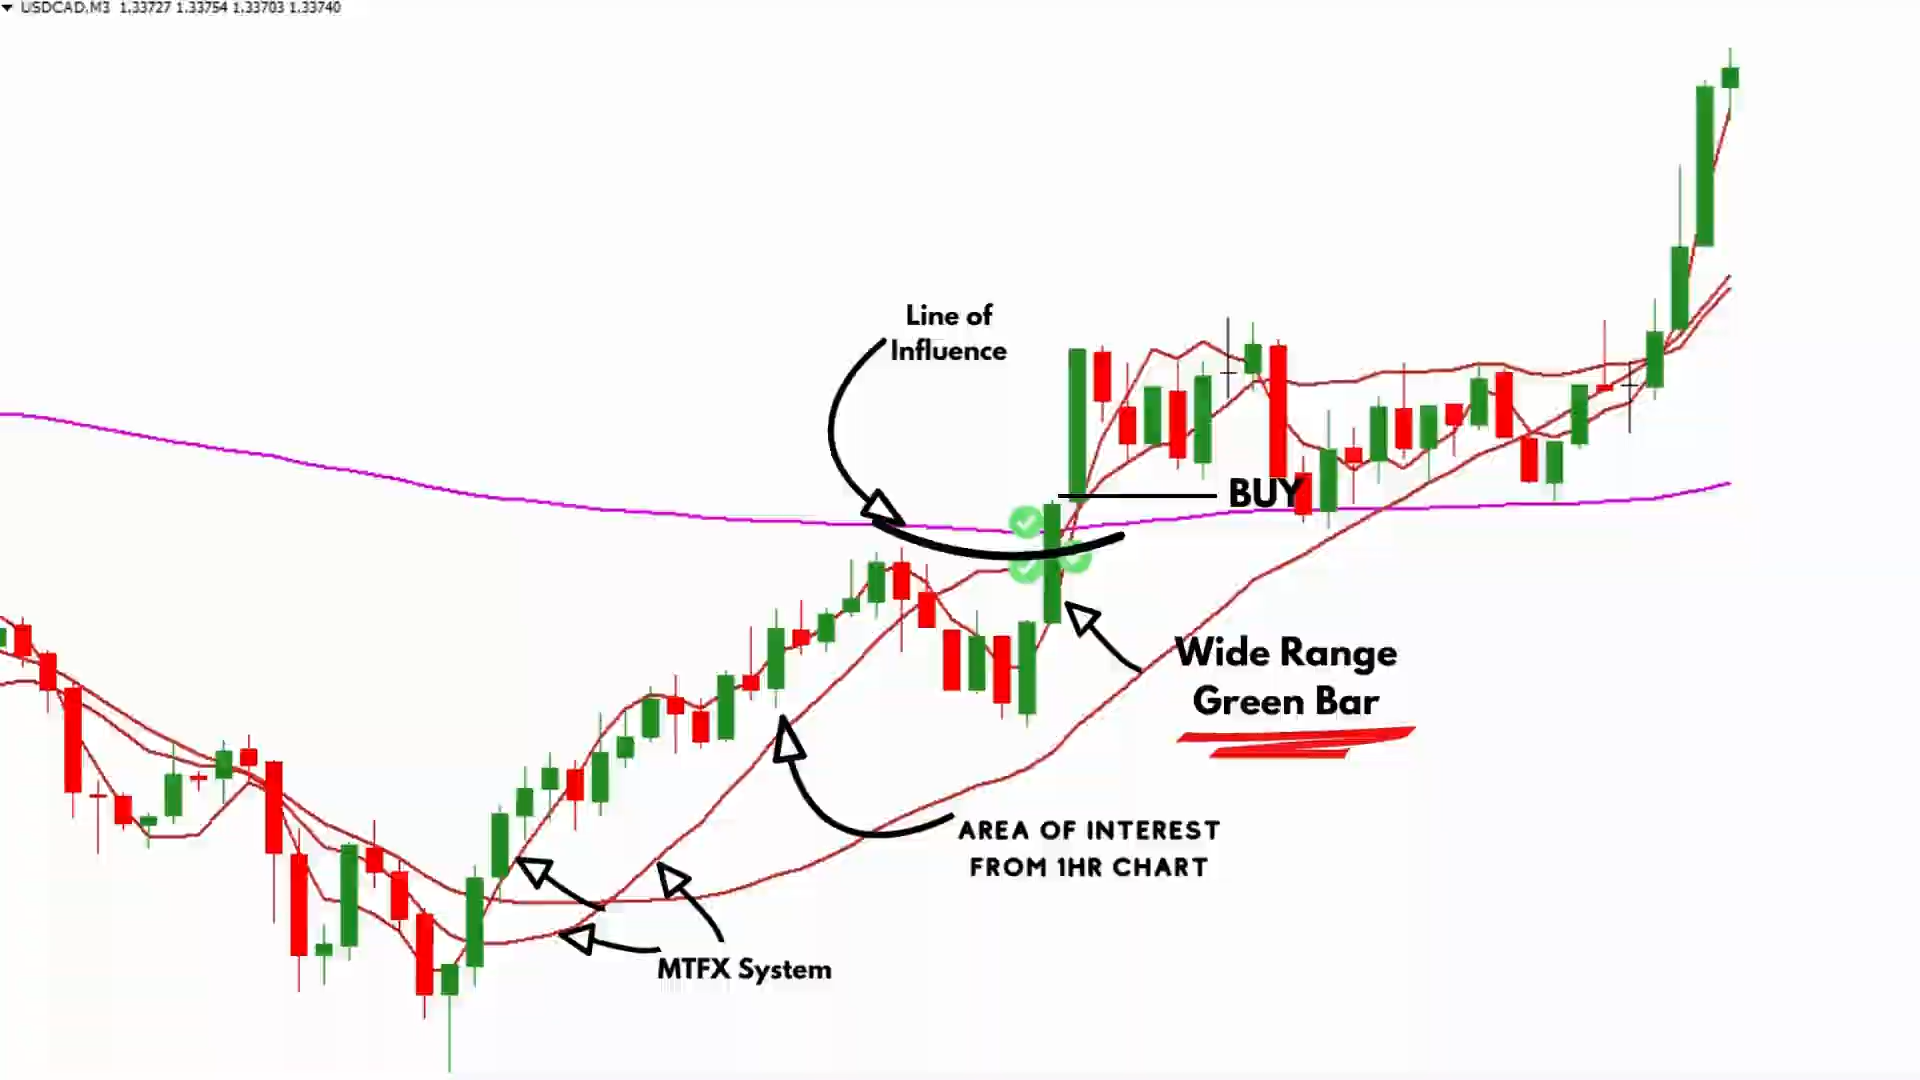 USDCAD,M3 1.33727 1.33754 1.33703 1.33740
Line of
Influence
BUY
Wide Range
Green Bar
AREA OF INTEREST
FROM 1HR CHART
MTFX System